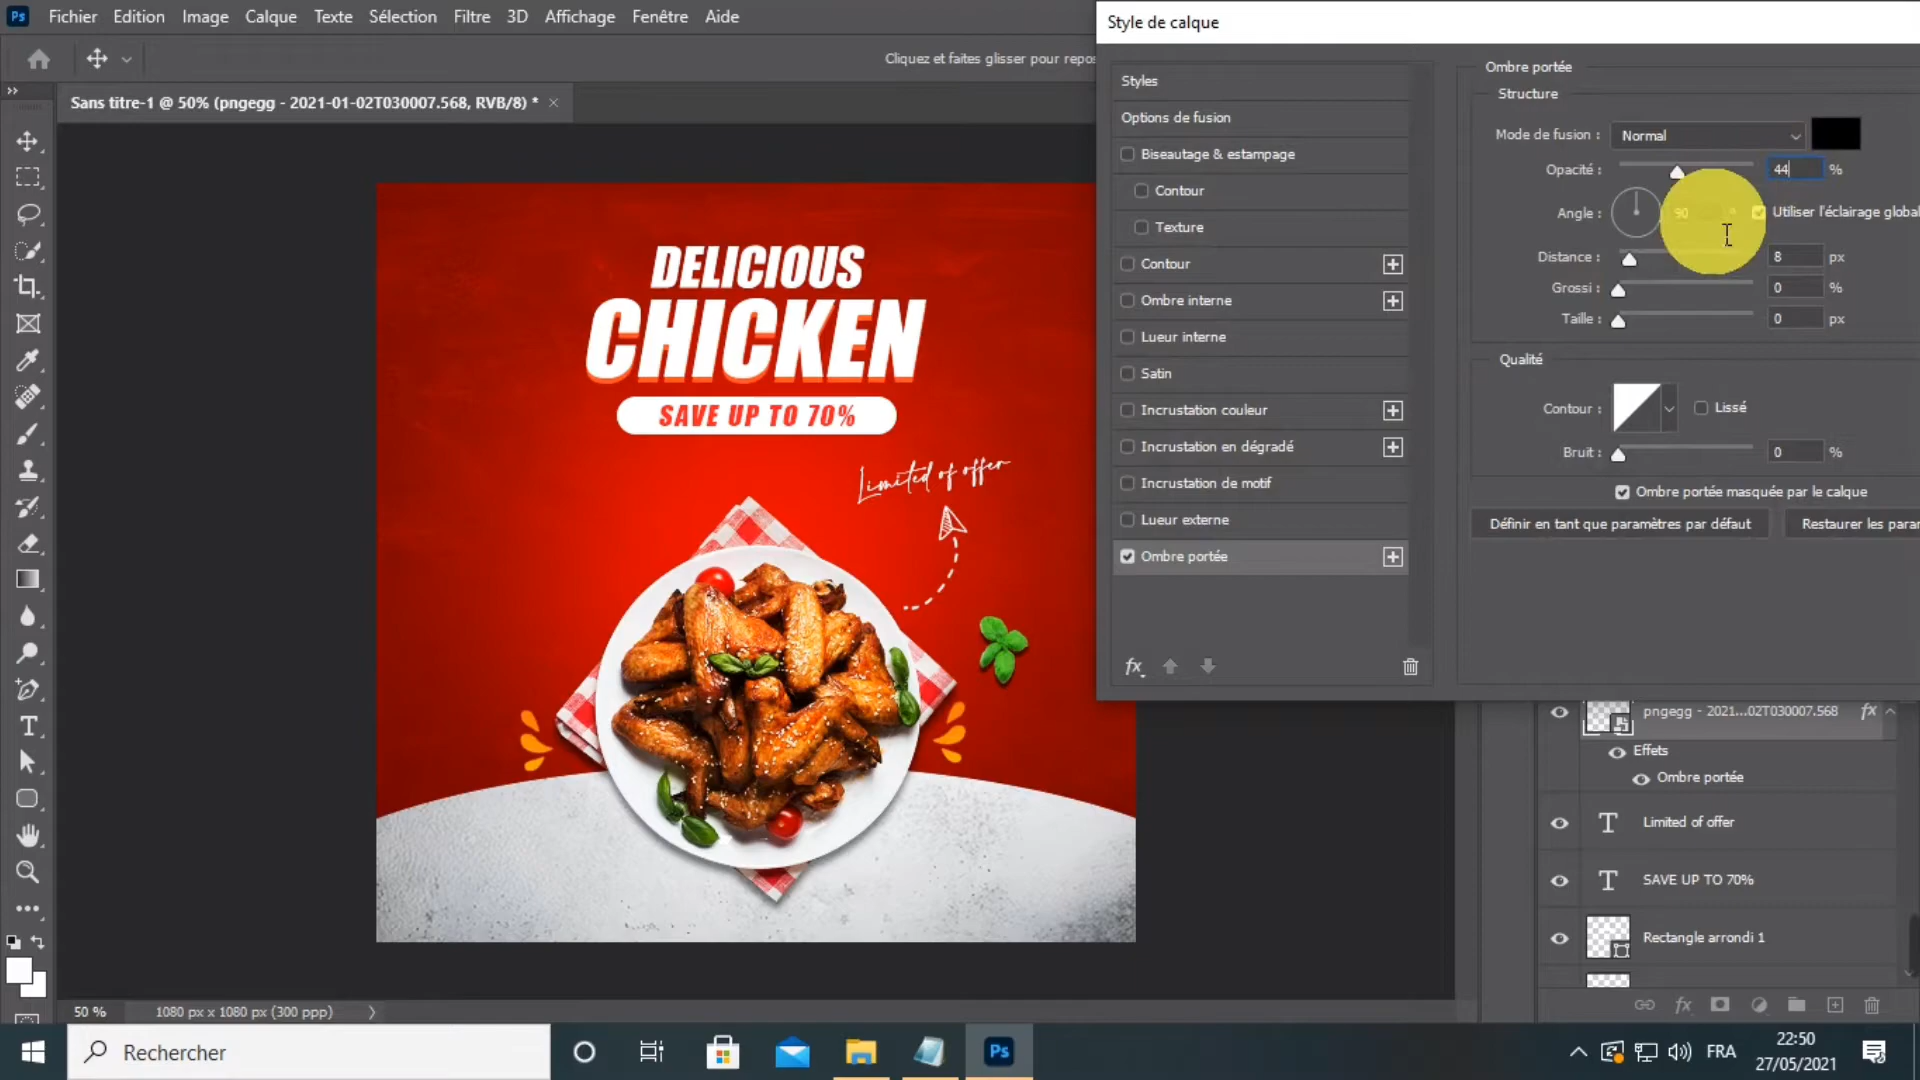 Ps Fichier Edition Image Calque Texte Sélection Filtre 3D Affichage Fenêtre Aide
Cliquez et faites glisser pour repos
Sans titre-1 @ 50% (pngegg - 2021-01-02T030007.568, RVB/8) * ×
DELICIOUS
CHICKEN
SAVE UP TO 70%
Limited of offer
Style de calque
Styles
Options de fusion
Biseautage & estampage
Contour
Texture
Contour
Ombre interne
Lueur interne
Satin
Incrustation couleur
Incrustation en dégradé
Incrustation de motif
Lueur externe
Ombre portée
fx
Ombre portée
Structure
Mode de fusion : Normal
Opacité : 44 %
Angle : 90 ° Utiliser l'éclairage global
Distance : 8 px
Grossi : 0 %
Taille : 0 px
Qualité
Contour : Lissé
Bruit : 0 %
Ombre portée masquée par le calque
Définir en tant que paramètres par défaut Restaurer les para
pngegg - 2021...02T030007.568 fx
Effets
Ombre portée
T Limited of offer
T SAVE UP TO 70%
Rectangle arrondi 1
fx
50 % 1080 px x 1080 px (300 ppp)
Rechercher
Ps
FRA
22:50
27/05/2021